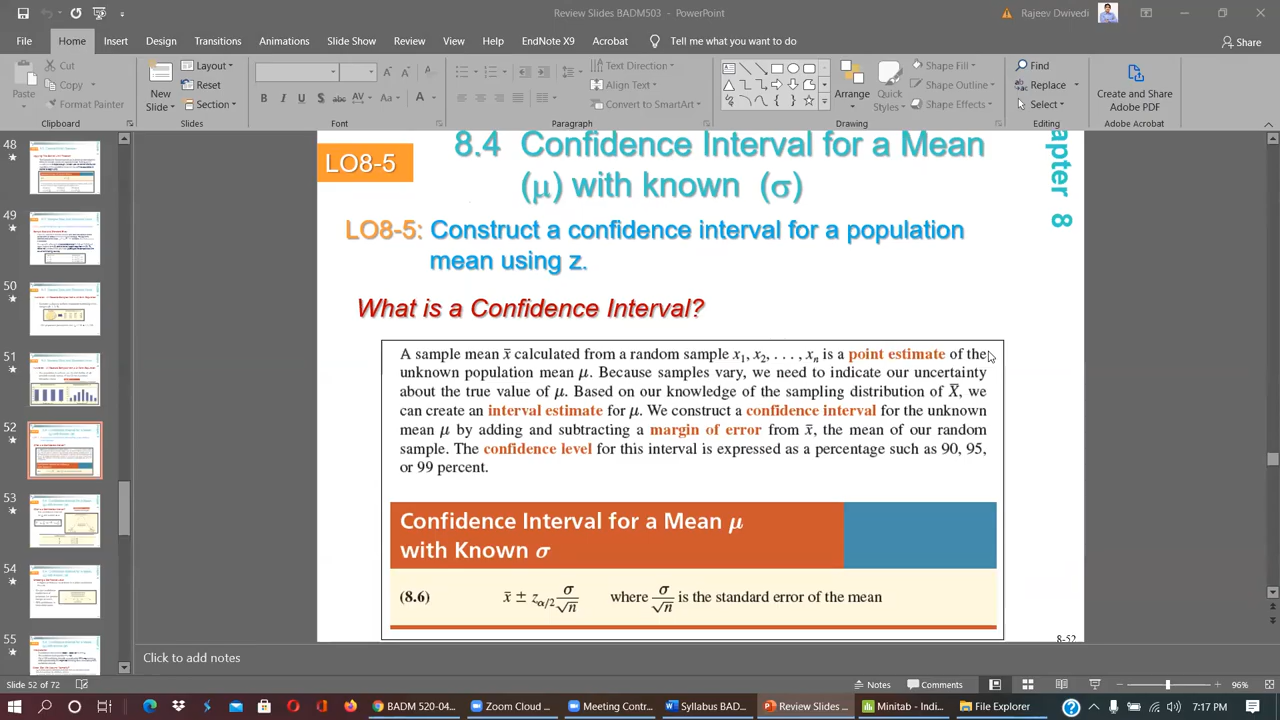 Tell me what you want to do
File Home Insert Design Transitions Animations Slide Show Review View Help EndNote X9 Acrobat Share
Cut
Copy
Format Painter
Paste
Clipboard
New
Slide
Layout
Reset
Section
Slides
Font
Text Direction
Align Text
Convert to SmartArt
Paragraph
Arrange
Quick
Styles
Shape Fill
Shape Outline
Shape Effects
Drawing
Find
Replace
Select
Editing
Create and Share
Adobe PDF
Adobe Acrobat
48
49
50
51
52
53
54
55
LO8-5
8.4 Confidence Interval for a Mean
(μ) with known (σ)
apter 8
LO8-5: Construct a confidence interval for a population
mean using z.
What is a Confidence Interval?
A sample calculated from a random sample x1, . . . , xn is a point estimate of the
unknown population mean μ. Because samples vary, we need to indicate our uncertainty
about the true value of μ. Based on our knowledge of the sampling distribution of X̄, we
can create an interval estimate for μ. We construct a confidence interval for the unknown
μ by and subtracting a margin of from x̄, the mean of our random
sample. The confidence level for this interval is expressed as a percentage such as 90, 95,
or 99 percent.
Confidence Interval for a Mean μ
with Known σ
8.6) x̄ ± zα/2 σ/√n where σ/√n is the standard error of the mean
8-52
Click to add notes
Slide 52 of 72 Notes Comments 96%
BADM 520-04 Zoom Cloud Meeting Contr... Syllabus BAD... Review Slides Minitab - Indi... File Explorer 7:17 PM